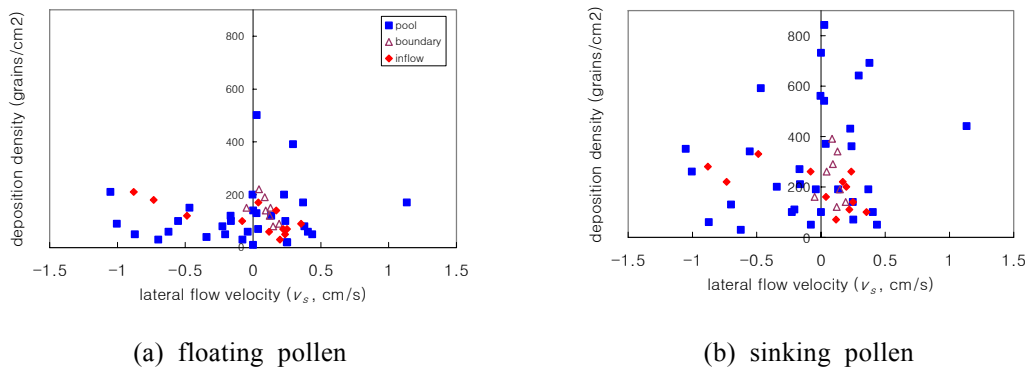 deposition density (grains/cm2)
800
600
400
200
0
pool
boundary
inflow
−1.5 −1 −0.5 0 0.5 1 1.5
lateral flow velocity (vs, cm/s)
(a) floating pollen
deposition density (grains/cm2)
800
600
400
200
0
−1.5 −1 −0.5 0 0.5 1 1.5
lateral flow velocity (vs, cm/s)
(b) sinking pollen